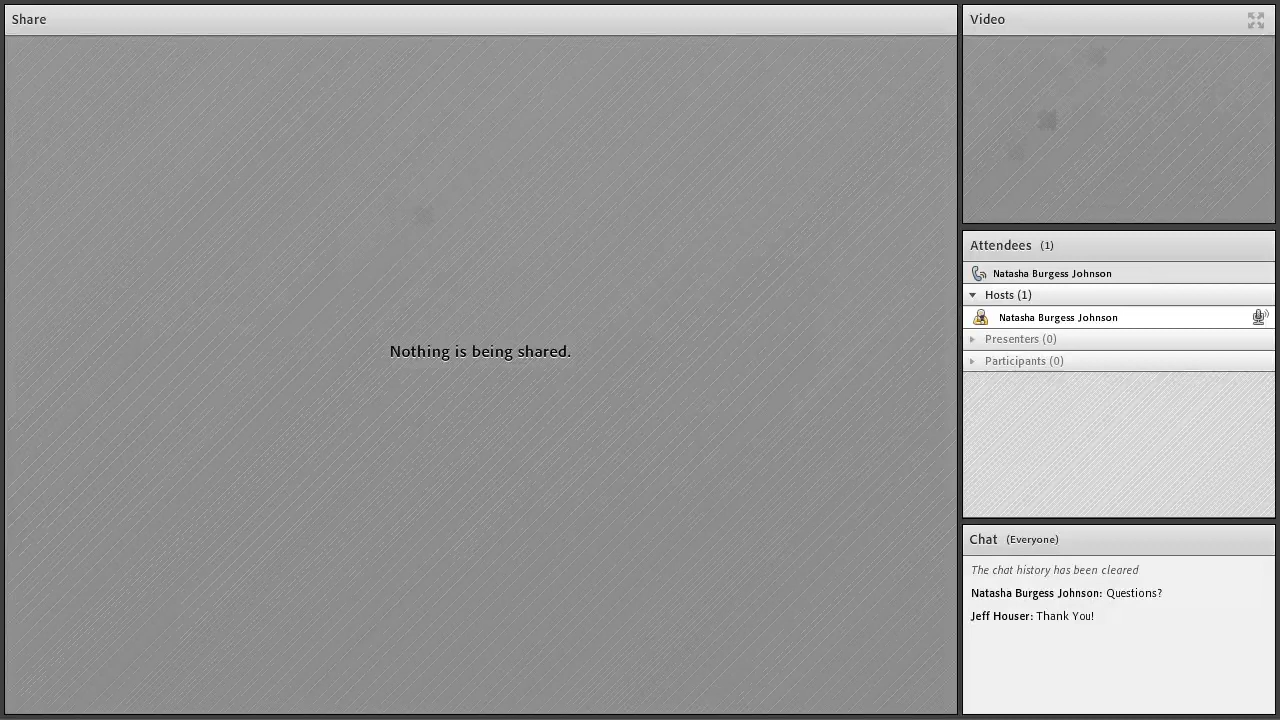 Share
Nothing is being shared.
Video
Attendees (1)
Natasha Burgess Johnson
Hosts (1)
Natasha Burgess Johnson
Presenters (0)
Participants (0)
Chat (Everyone)
The chat history has been cleared
Natasha Burgess Johnson: Questions?
Jeff Houser: Thank You!